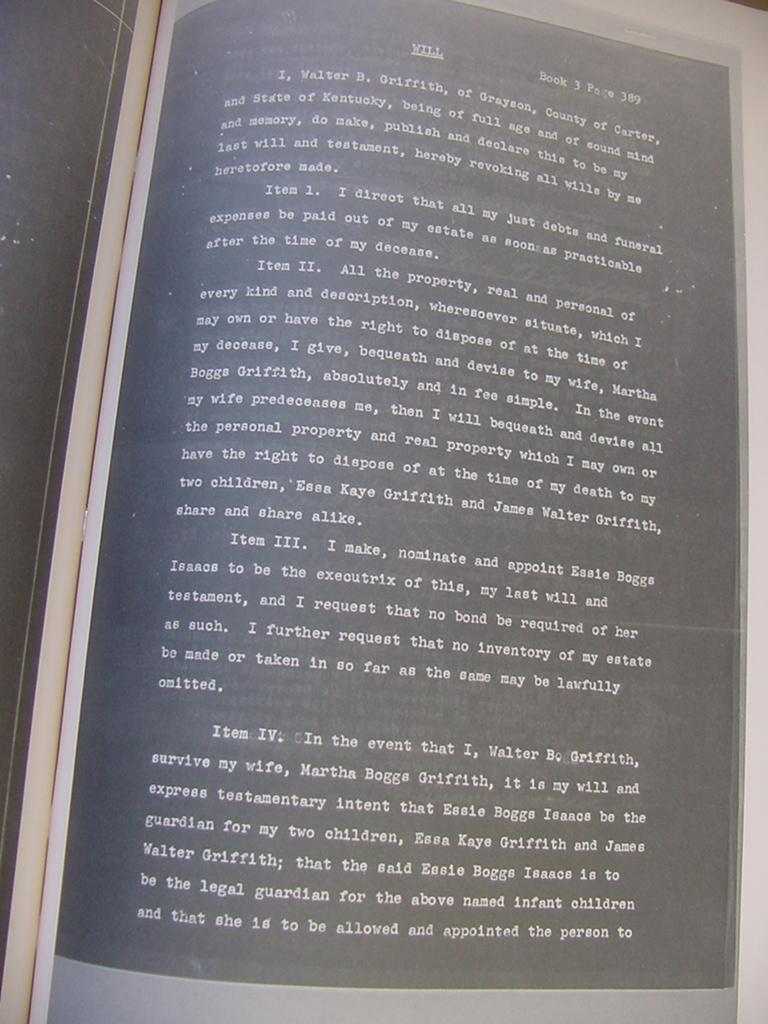 WILL
Book 3 Page 389
I, Walter B. Griffith, of Grayson, County of Carter,
and State of Kentucky, being of full age and of sound mind
and memory, do make, publish and declare this to be my
last will and testament, hereby revoking all wills by me
heretofore made.
Item 1. I direct that all my just debts and funeral
expenses be paid out of my estate as soon as practicable
after the time of my decease.
Item II. All the property, real and personal of
every kind and description, wheresoever situate, which I
may own or have the right to dispose of at the time of
my decease, I give, bequeath and devise to my wife, Martha
Boggs Griffith, absolutely and in fee simple. In the event
my wife predeceases me, then I will bequeath and devise all
the personal property and real property which I may own or
have the right to dispose of at the time of my death to my
two children, Essa Kaye Griffith and James Walter Griffith,
share and share alike.
Item III. I make, nominate and appoint Essie Boggs
Isaacs to be the executrix of this, my last will and
testament, and I request that no bond be required of her
as such. I further request that no inventory of my estate
be made or taken in so far as the same may be lawfully
omitted.
Item IV. In the event that I, Walter B. Griffith,
survive my wife, Martha Boggs Griffith, it is my will and
express testamentary intent that Essie Boggs Isaacs be the
guardian for my two children, Essa Kaye Griffith and James
Walter Griffith; that the said Essie Boggs Isaacs is to
be the legal guardian for the above named infant children
and that she is to be allowed and appointed the person to